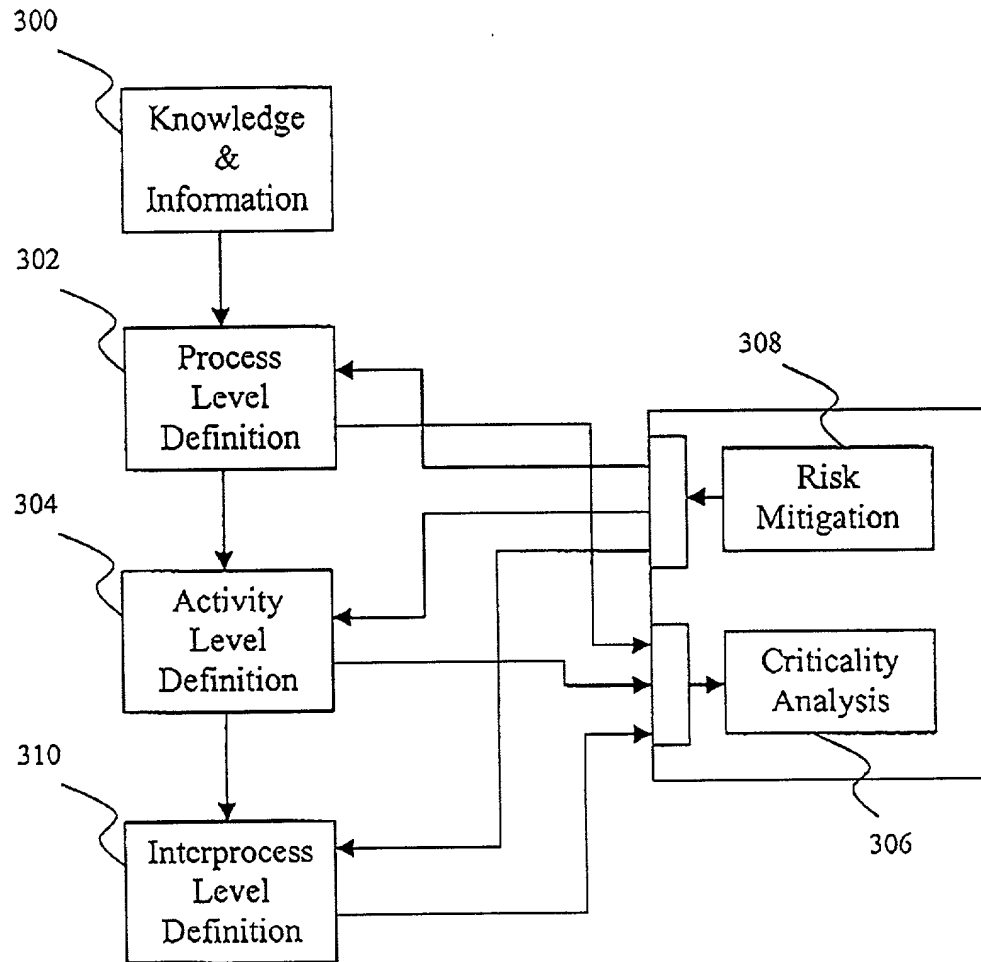 300
Knowledge
&
Information
302
Process
Level
Definition
308
Risk
Mitigation
304
Activity
Level
Definition
Criticality
Analysis
310
306
Interprocess
Level
Definition